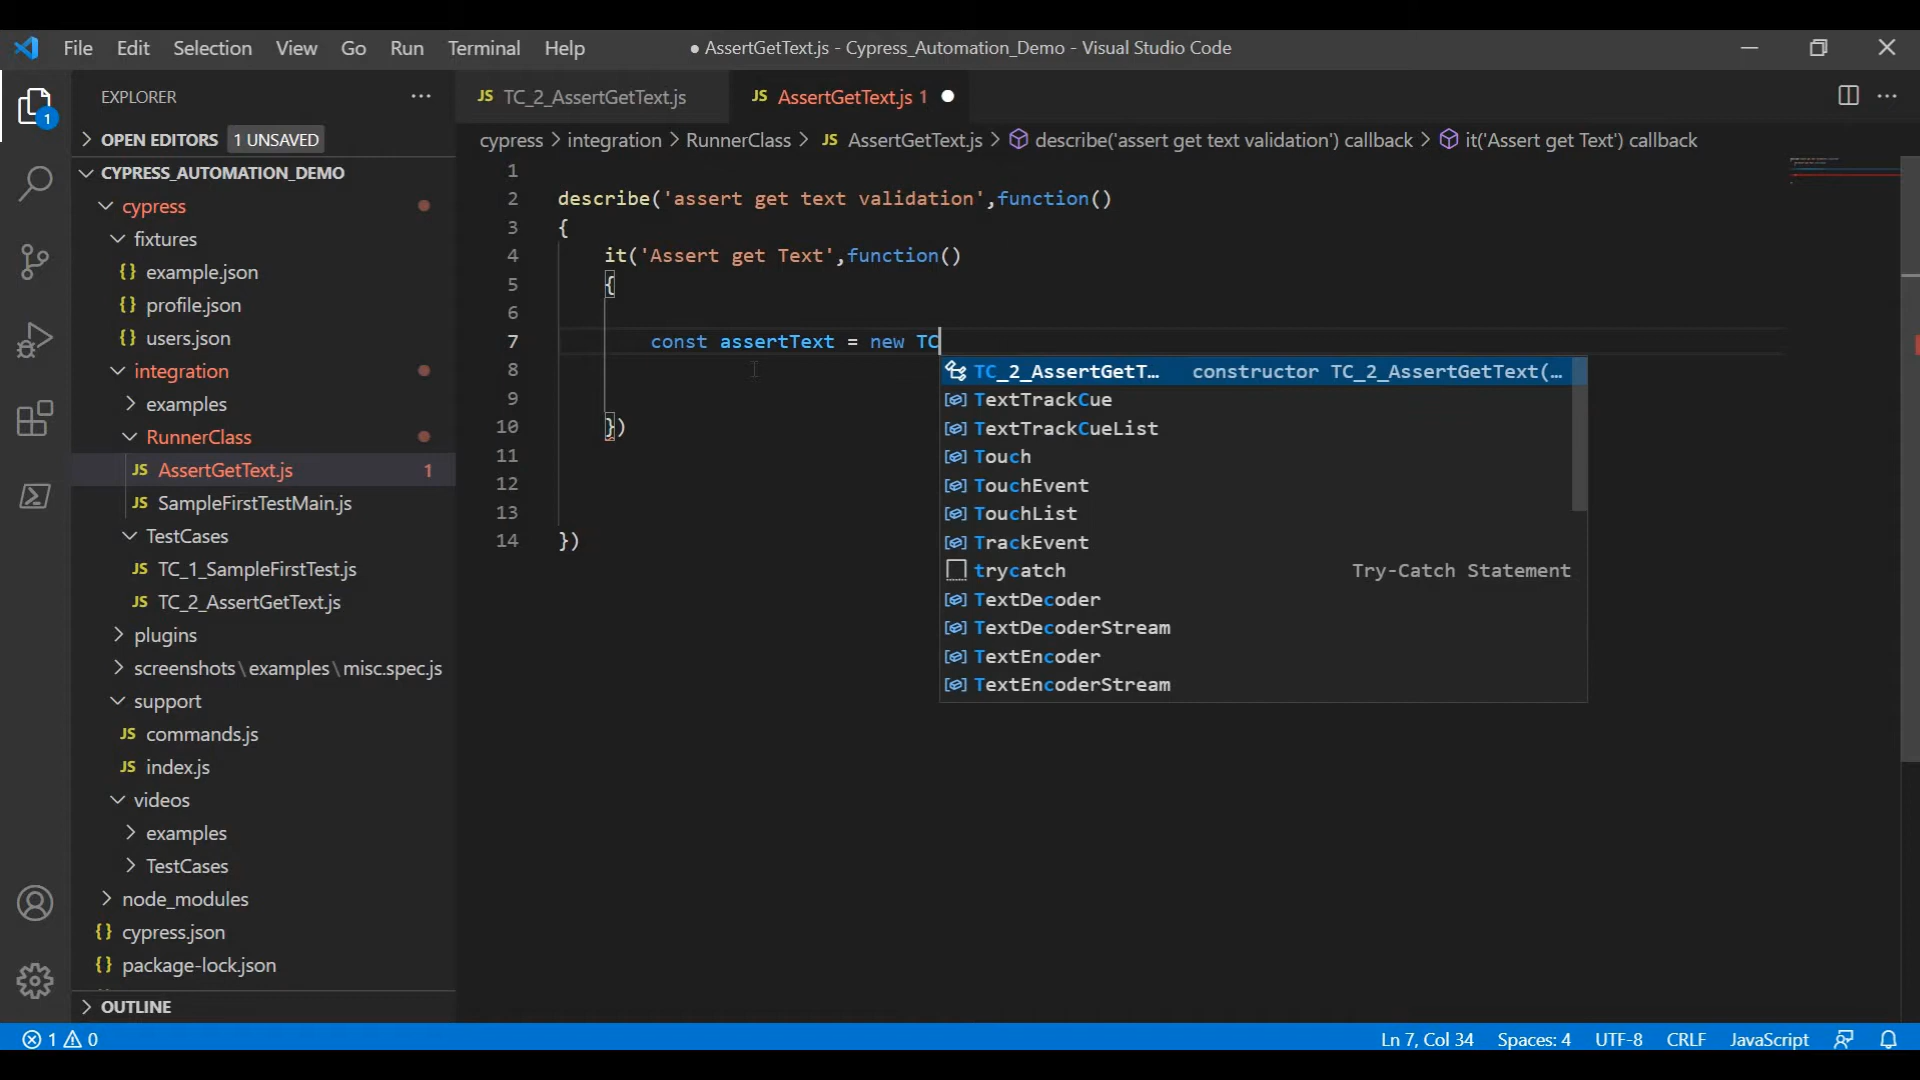 File Edit Selection View Go Run Terminal Help
● AssertGetText.js - Cypress_Automation_Demo - Visual Studio Code
EXPLORER
OPEN EDITORS 1 UNSAVED
CYPRESS_AUTOMATION_DEMO
cypress
fixtures
{} example.json
{} profile.json
{} users.json
integration
examples
RunnerClass
JS AssertGetText.js 1
JS SampleFirstTestMain.js
TestCases
JS TC_1_SampleFirstTest.js
JS TC_2_AssertGetText.js
plugins
screenshots\examples\misc.spec.js
support
JS commands.js
JS index.js
videos
examples
TestCases
node_modules
{} cypress.json
{} package-lock.json
OUTLINE
1
JS TC_2_AssertGetText.js
JS AssertGetText.js 1
cypress > integration > RunnerClass > JS AssertGetText.js > describe('assert get text validation') callback > it('Assert get Text') callback
1
2 describe('assert get text validation',function()
3 {
4 it('Assert get Text',function()
5 {
6
7 const assertText = new TC
8
9
10 })
11
12
13
14 })
TC_2_AssertGetT… constructor TC_2_AssertGetText(…
TextTrackCue
TextTrackCueList
Touch
TouchEvent
TouchList
TrackEvent
trycatch Try-Catch Statement
TextDecoder
TextDecoderStream
TextEncoder
TextEncoderStream
1 0
Ln 7, Col 34 Spaces: 4 UTF-8 CRLF JavaScript